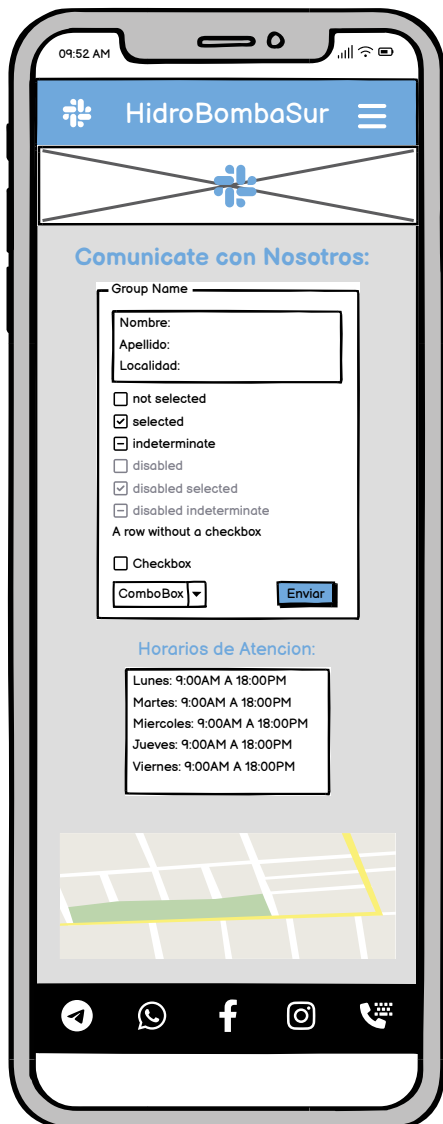 09:52 AM
HidroBombaSur
Comunicate con Nosotros:
Group Name
Nombre:
Apellido:
Localidad:
not selected
selected
indeterminate
disabled
disabled selected
disabled indeterminate
A row without a checkbox
Checkbox
ComboBox
Enviar
Horarios de Atencion:
Lunes: 9:00AM A 18:00PM
Martes: 9:00AM A 18:00PM
Miercoles: 9:00AM A 18:00PM
Jueves: 9:00AM A 18:00PM
Viernes: 9:00AM A 18:00PM